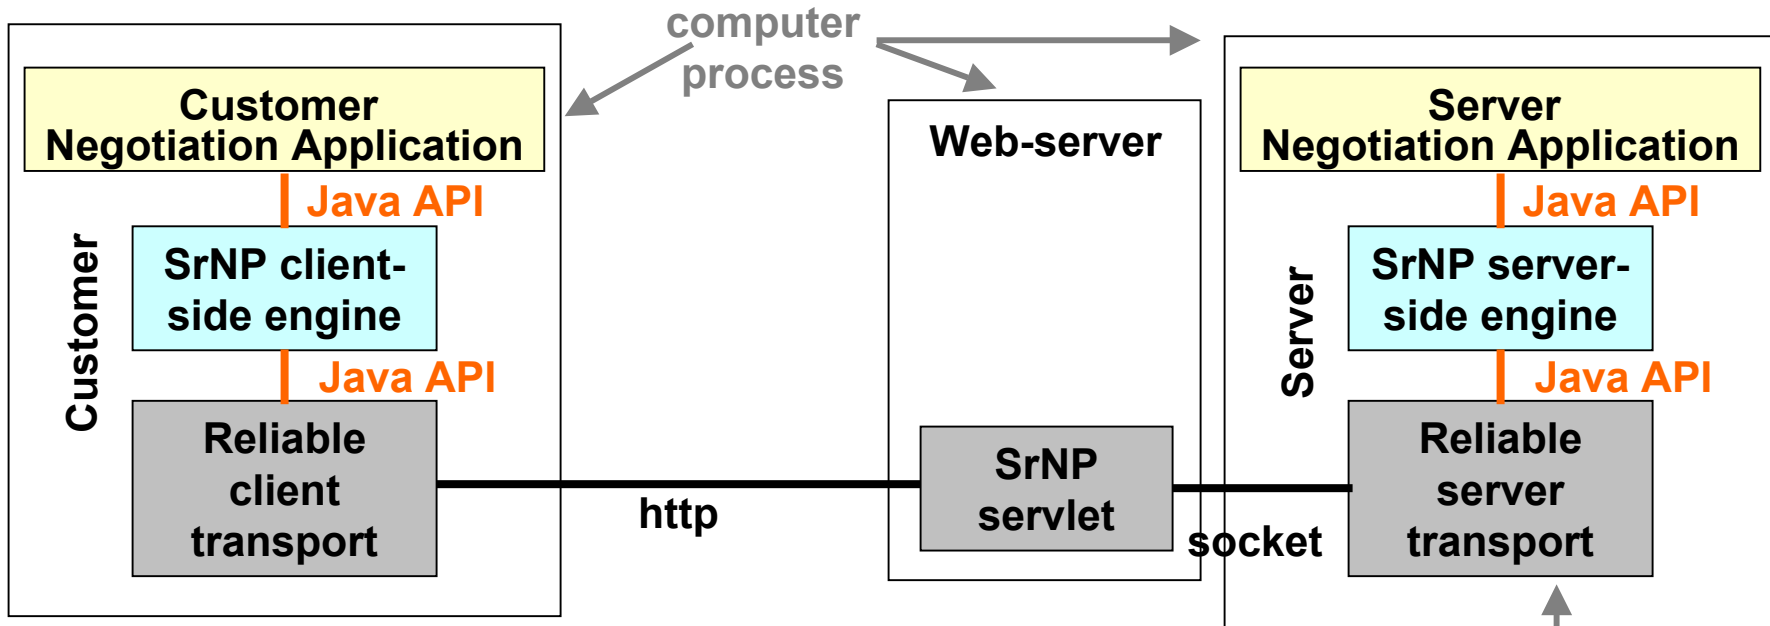 computer
process
Customer
Negotiation Application
Java API
SrNP client-
side engine
Java API
Reliable
client
transport
Customer
http
Web-server
SrNP
servlet
socket
Server
Negotiation Application
Java API
SrNP server-
side engine
Java API
Reliable
server
transport
Server